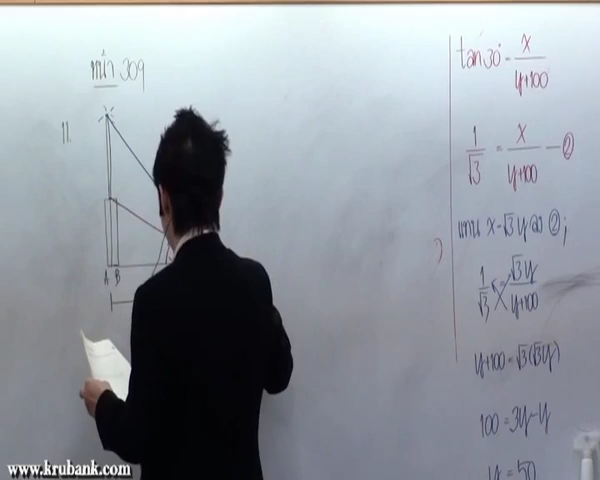 หน้า 309
11.
A B
tan 30° = x / y+100
1/√3 = x / y+100 — ②
แทน x = √3 y ลง ②;
1/√3 = √3y / y+100
y+100 = √3(√3y)
100 = 3y-y
y = 50
www.krubank.com